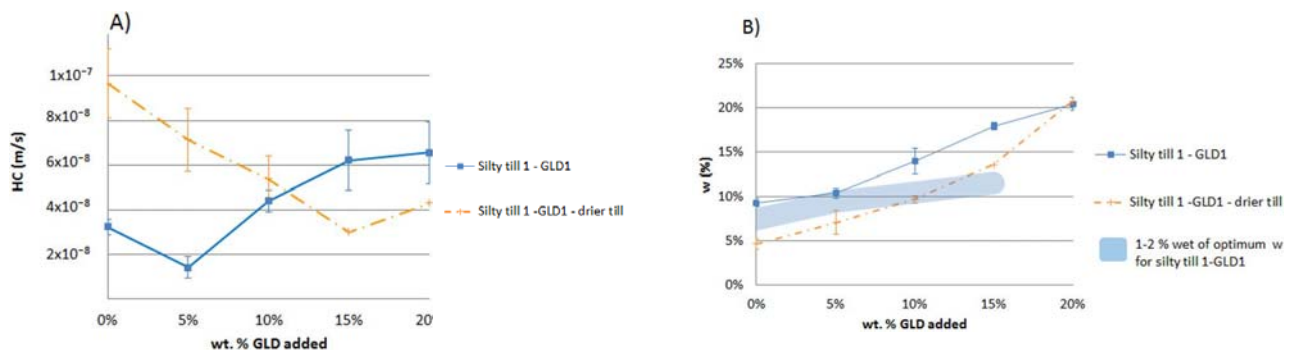 A)
HC (m/s)
1x10⁻⁷
8x10⁻⁸
6x10⁻⁸
4x10⁻⁸
2x10⁻⁸
0%
5%
10%
15%
20
wt. % GLD added
Silty till 1 - GLD1
Silty till 1 -GLD1 - drier till
B)
w (%)
25%
20%
15%
10%
5%
0%
0%
5%
10%
15%
20%
wt. % GLD added
Silty till 1 - GLD1
Silty till 1 -GLD1 - drier till
1-2 % wet of optimum w
for silty till 1-GLD1